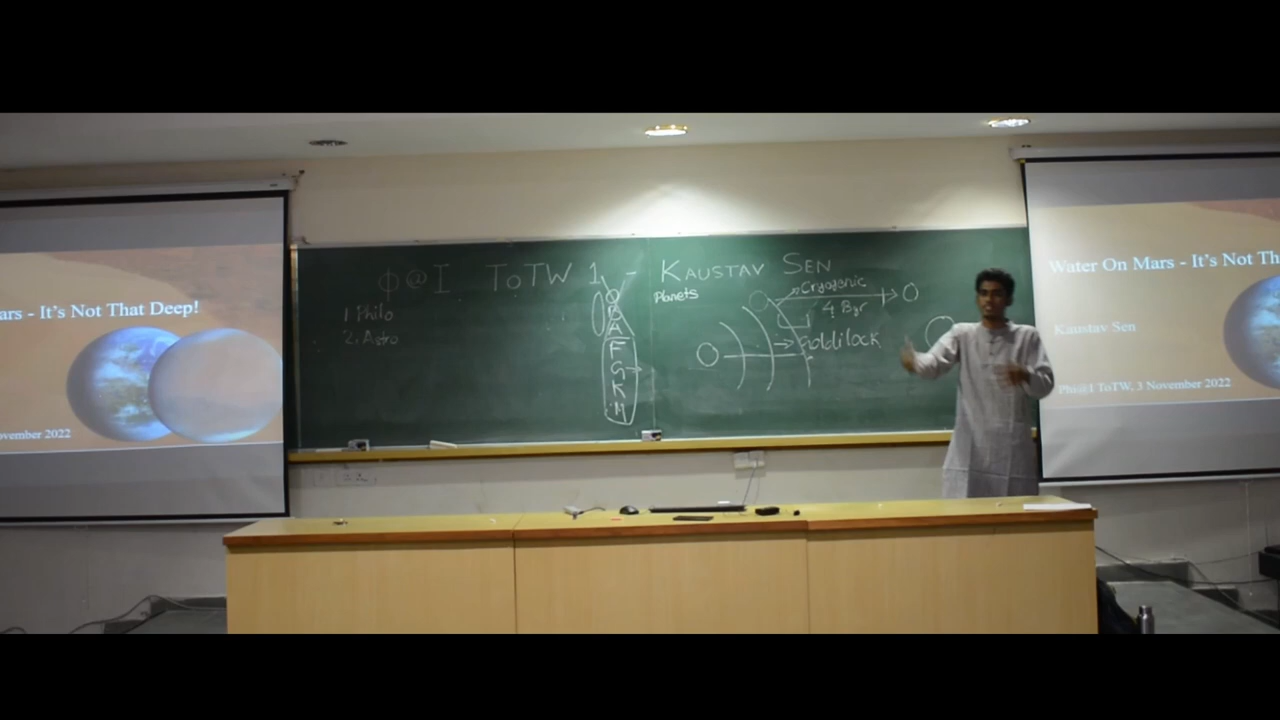 ars - It's Not That Deep!
ovember 2022
Φ@I ToTW 1 - KAUSTAV SEN
1. Philo
2. Astro
O
B
A
F
G
K
M
Planets
Cryogenic
4 Byr
Goldilock
Water On Mars - It's Not Th
Kaustav Sen
Phi@I ToTW, 3 November 2022